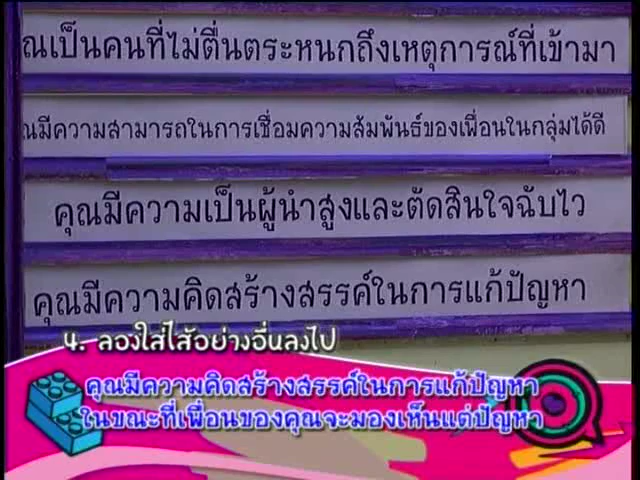 ณเป็นคนที่ไม่ตื่นตระหนกถึงเหตุการณ์ที่เข้ามา
ณมีความสามารถในการเชื่อมความสัมพันธ์ของเพื่อนในกลุ่มได้ดี
คุณมีความเป็นผู้นำสูงและตัดสินใจฉับไว
คุณมีความคิดสร้างสรรค์ในการแก้ปัญหา
4. ลองใส่ไส้อย่างอื่นลงไป
คุณมีความคิดสร้างสรรค์ในการแก้ปัญหา
ในขณะที่เพื่อนของคุณจะมองเห็นแต่ปัญหา